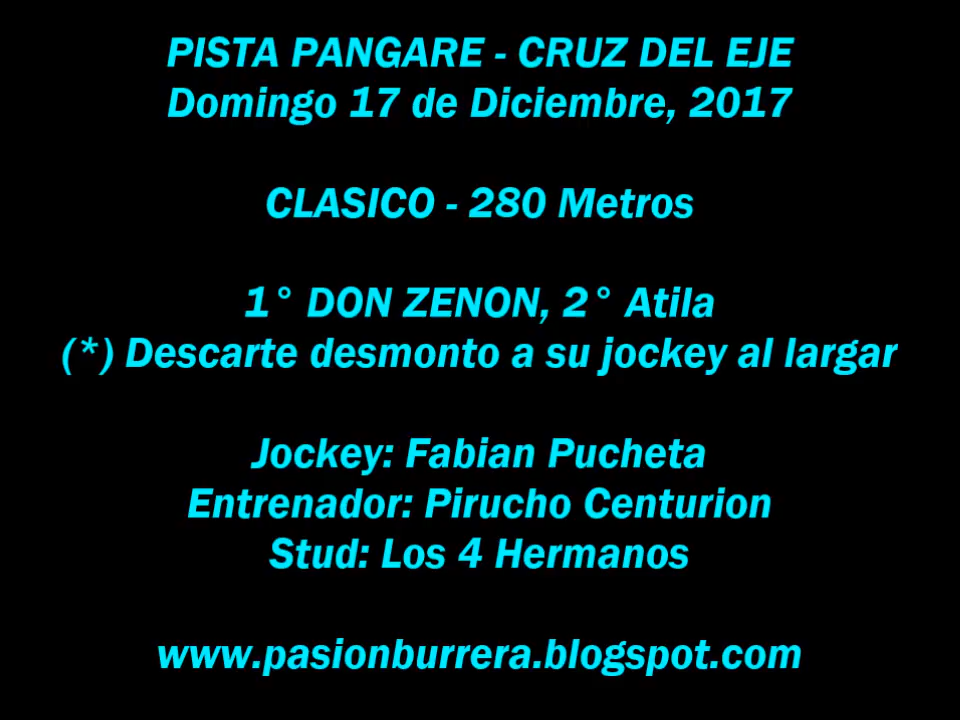 PISTA PANGARE - CRUZ DEL EJE
Domingo 17 de Diciembre, 2017
CLASICO - 280 Metros
1° DON ZENON, 2° Atila
(*) Descarte desmonto a su jockey al largar
Jockey: Fabian Pucheta
Entrenador: Pirucho Centurion
Stud: Los 4 Hermanos
www.pasionburrera.blogspot.com